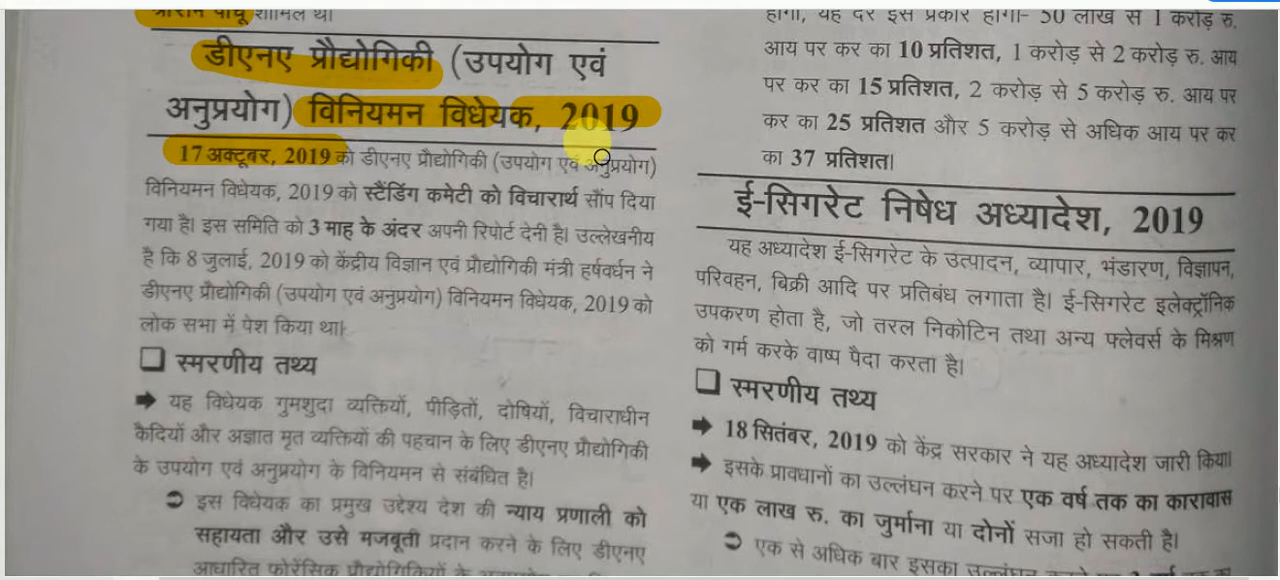 श्रीराम पांचू शामिल थे।
डीएनए प्रौद्योगिकी (उपयोग एवं
अनुप्रयोग) विनियमन विधेयक, 2019
17 अक्टूबर, 2019 को डीएनए प्रौद्योगिकी (उपयोग एवं अनुप्रयोग)
विनियमन विधेयक, 2019 को स्टैंडिंग कमेटी को विचारार्थ सौंप दिया
गया है। इस समिति को 3 माह के अंदर अपनी रिपोर्ट देनी है। उल्लेखनीय
है कि 8 जुलाई, 2019 को केंद्रीय विज्ञान एवं प्रौद्योगिकी मंत्री हर्षवर्धन ने
डीएनए प्रौद्योगिकी (उपयोग एवं अनुप्रयोग) विनियमन विधेयक, 2019 को
लोक सभा में पेश किया था।
❑ स्मरणीय तथ्य
➡ यह विधेयक गुमशुदा व्यक्तियों, पीड़ितों, दोषियों, विचाराधीन
कैदियों और अज्ञात मृत व्यक्तियों की पहचान के लिए डीएनए प्रौद्योगिकी
के उपयोग एवं अनुप्रयोग के विनियमन से संबंधित है।
➲ इस विधेयक का प्रमुख उद्देश्य देश की न्याय प्रणाली को
सहायता और उसे मजबूती प्रदान करने के लिए डीएनए
आधारित फोरेंसिक प्रौद्योगिकियों के
होगी, यह दर इस प्रकार होगी- 50 लाख से 1 करोड़ रु.
आय पर कर का 10 प्रतिशत, 1 करोड़ से 2 करोड़ रु. आय
पर कर का 15 प्रतिशत, 2 करोड़ से 5 करोड़ रु. आय पर
कर का 25 प्रतिशत और 5 करोड़ से अधिक आय पर कर
का 37 प्रतिशत।
ई-सिगरेट निषेध अध्यादेश, 2019
यह अध्यादेश ई-सिगरेट के उत्पादन, व्यापार, भंडारण, विज्ञापन,
परिवहन, बिक्री आदि पर प्रतिबंध लगाता है। ई-सिगरेट इलेक्ट्रॉनिक
उपकरण होता है, जो तरल निकोटिन तथा अन्य फ्लेवर्स के मिश्रण
को गर्म करके वाष्प पैदा करता है।
❑ स्मरणीय तथ्य
➡ 18 सितंबर, 2019 को केंद्र सरकार ने यह अध्यादेश जारी किया।
➡ इसके प्रावधानों का उल्लंघन करने पर एक वर्ष तक का कारावास
या एक लाख रु. का जुर्माना या दोनों सजा हो सकती है।
➲ एक से अधिक बार इसका उल्लंघन करने पर